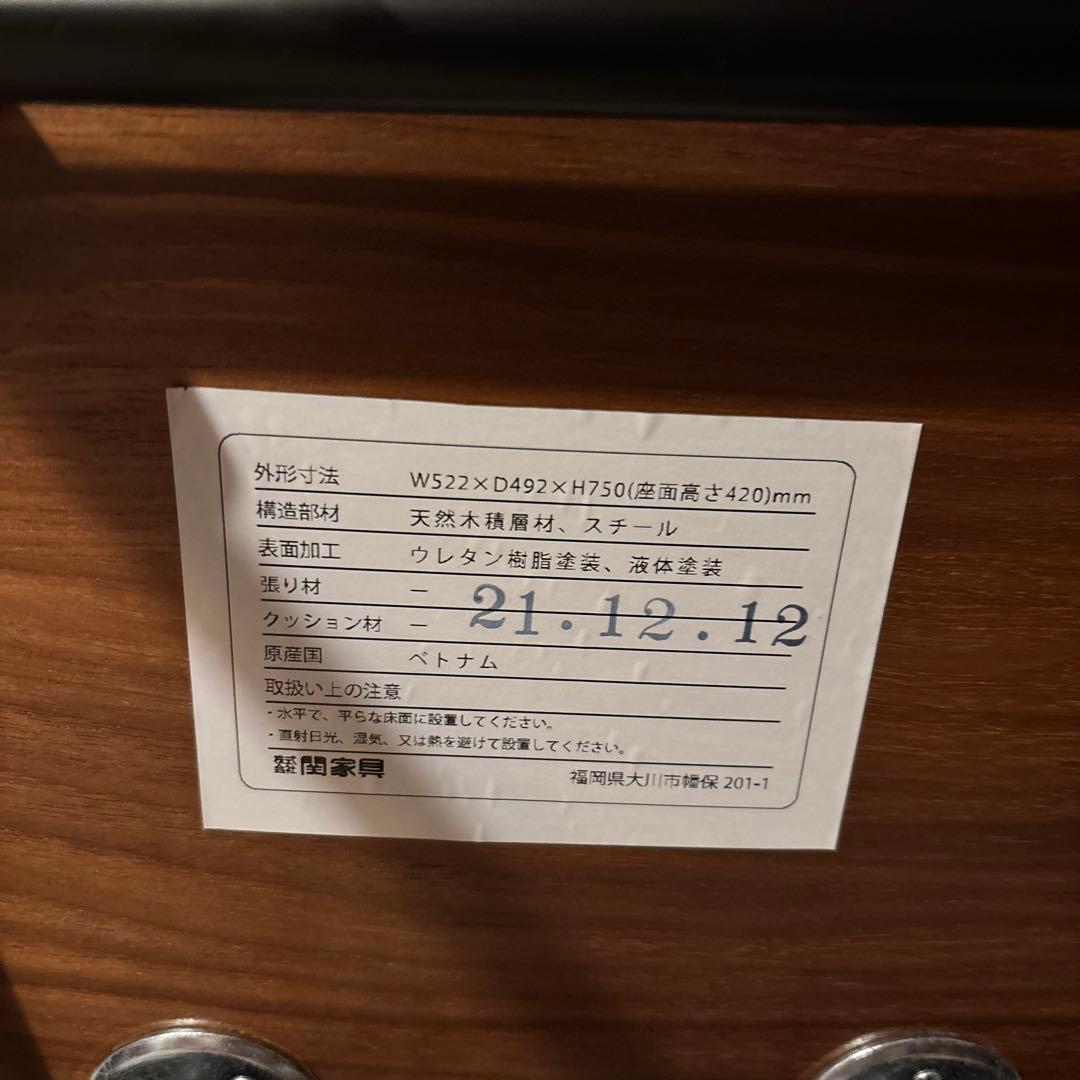 外形寸法 W522×D492×H750(座面高さ420)mm
構造部材 天然木積層材、スチール
表面加工 ウレタン樹脂塗装、液体塗装
張り材 －
クッション材 －
21.12.12
原産国 ベトナム
取扱い上の注意
・水平で、平らな床面に設置してください。
・直射日光、湿気、又は熱を避けて設置してください。
株式会社 関家具 福岡県大川市幡保 201-1